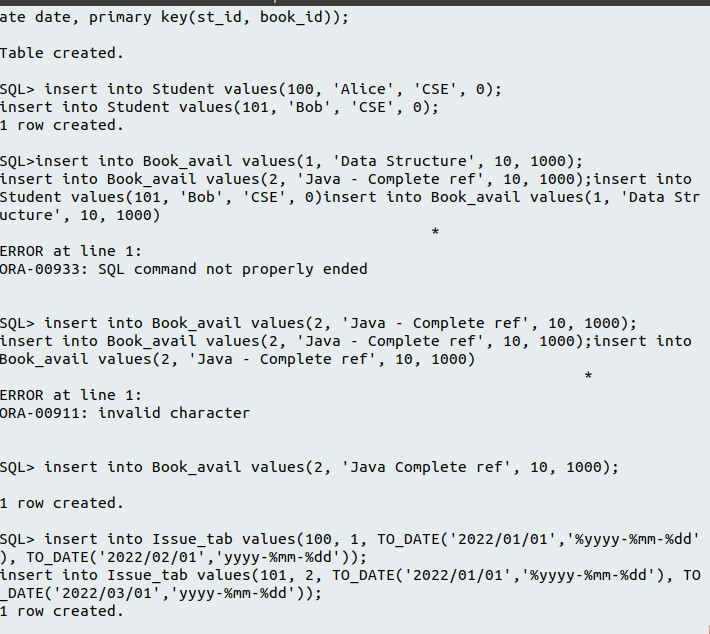 ate date, primary key(st_id, book_id));
Table created.
SQL> insert into Student values(100, 'Alice', 'CSE', 0);
insert into Student values(101, 'Bob', 'CSE', 0);
1 row created.
SQL>insert into Book_avail values(1, 'Data Structure', 10, 1000);
insert into Book_avail values(2, 'Java - Complete ref', 10, 1000);insert into
Student values(101, 'Bob', 'CSE', 0)insert into Book_avail values(1, 'Data Str
ucture', 10, 1000)
*
ERROR at line 1:
ORA-00933: SQL command not properly ended
SQL> insert into Book_avail values(2, 'Java - Complete ref', 10, 1000);
insert into Book_avail values(2, 'Java - Complete ref', 10, 1000);insert into
Book_avail values(2, 'Java - Complete ref', 10, 1000)
*
ERROR at line 1:
ORA-00911: invalid character
SQL> insert into Book_avail values(2, 'Java Complete ref', 10, 1000);
1 row created.
SQL> insert into Issue_tab values(100, 1, TO_DATE('2022/01/01','%yyyy-%mm-%dd'
), TO_DATE('2022/02/01','yyyy-%mm-%dd'));
insert into Issue_tab values(101, 2, TO_DATE('2022/01/01','%yyyy-%mm-%dd'), TO
_DATE('2022/03/01','yyyy-%mm-%dd'));
1 row created.